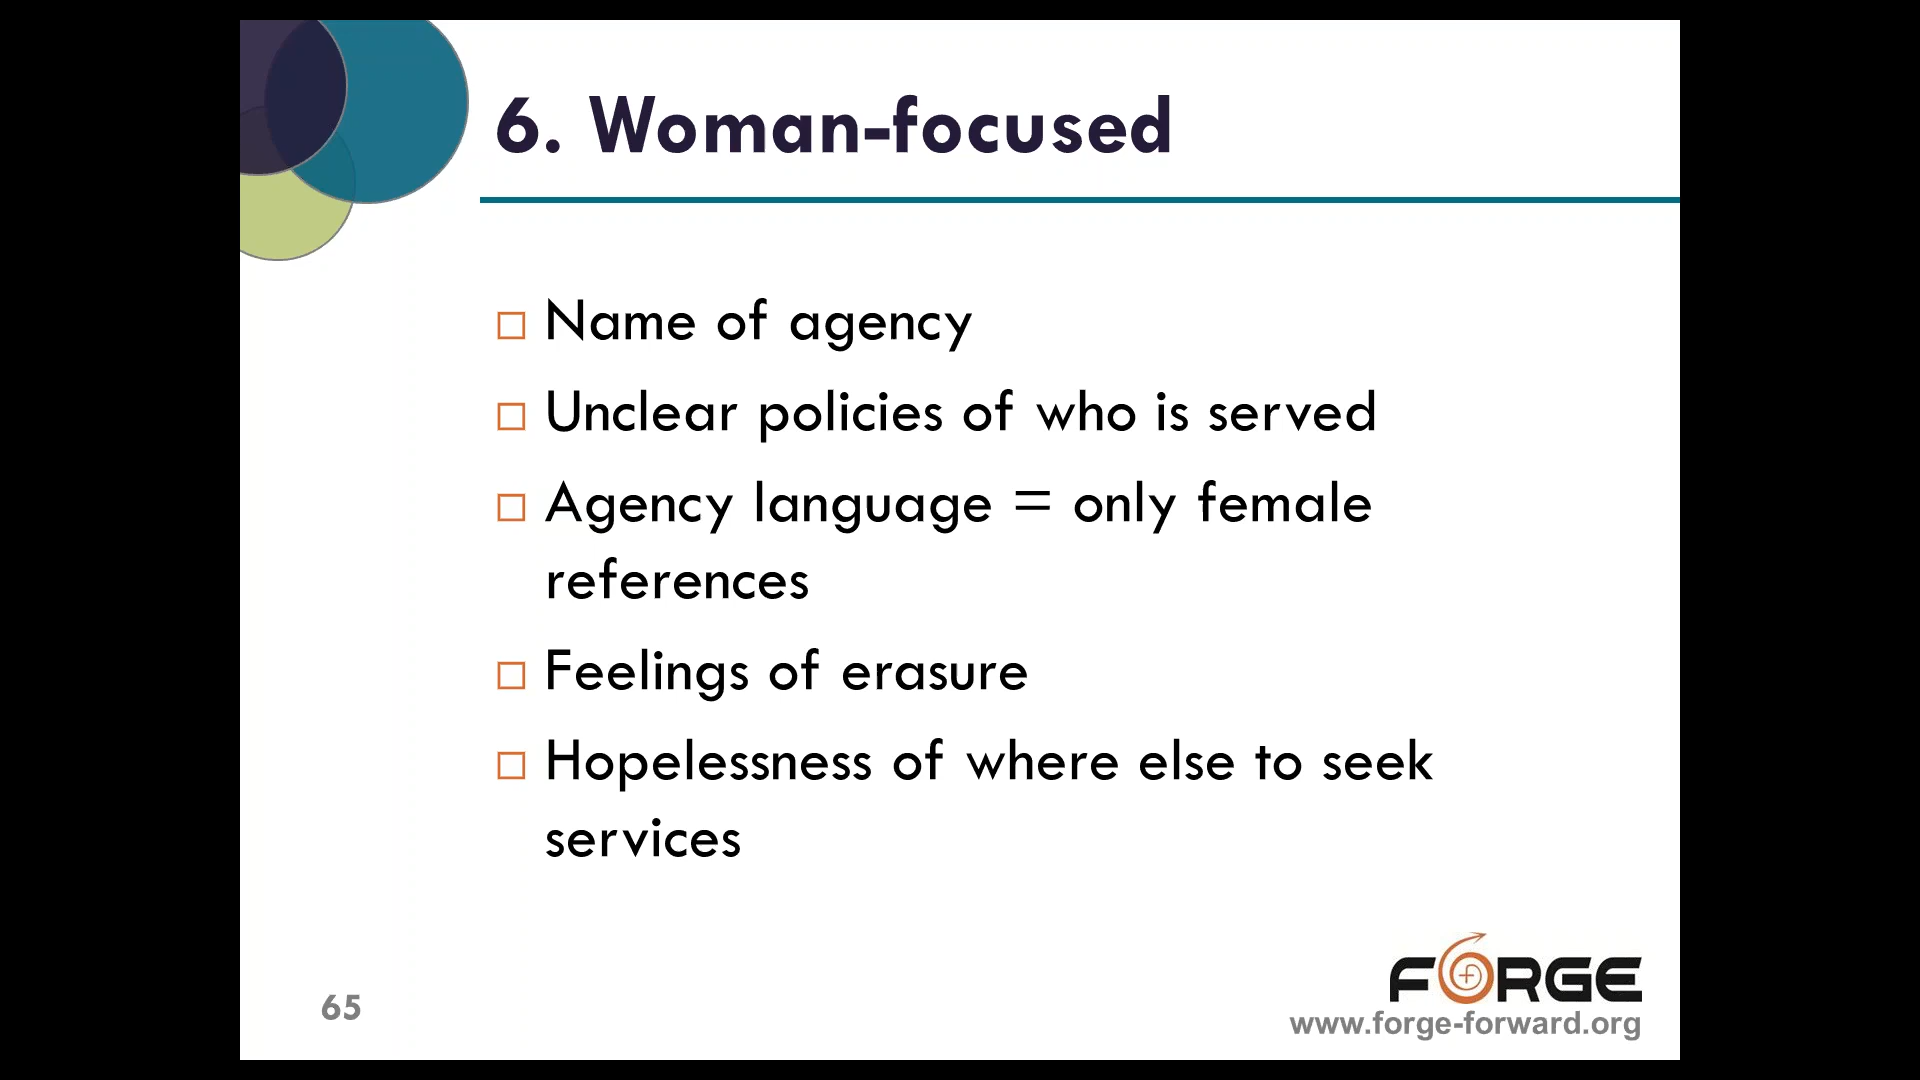 6. Woman-focused
Name of agency
Unclear policies of who is served
Agency language = only female
references
Feelings of erasure
Hopelessness of where else to seek
services
65
FORGE
www.forge-forward.org